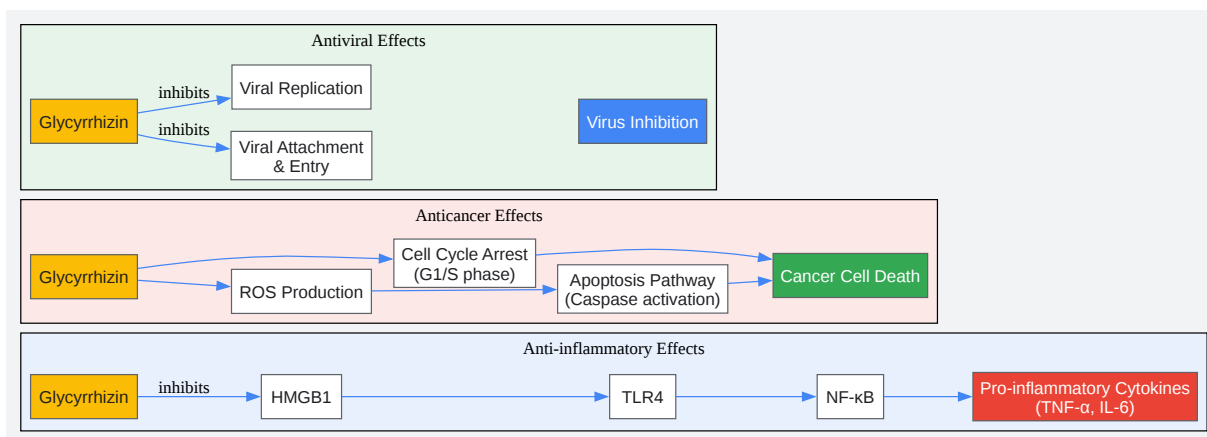 Antiviral Effects
Glycyrrhizin
inhibits
Viral Replication
inhibits
Viral Attachment
& Entry
Virus Inhibition
Anticancer Effects
Glycyrrhizin
Cell Cycle Arrest
(G1/S phase)
ROS Production
Apoptosis Pathway
(Caspase activation)
Cancer Cell Death
Anti-inflammatory Effects
Glycyrrhizin
inhibits
HMGB1
TLR4
NF-κB
Pro-inflammatory Cytokines
(TNF-α, IL-6)